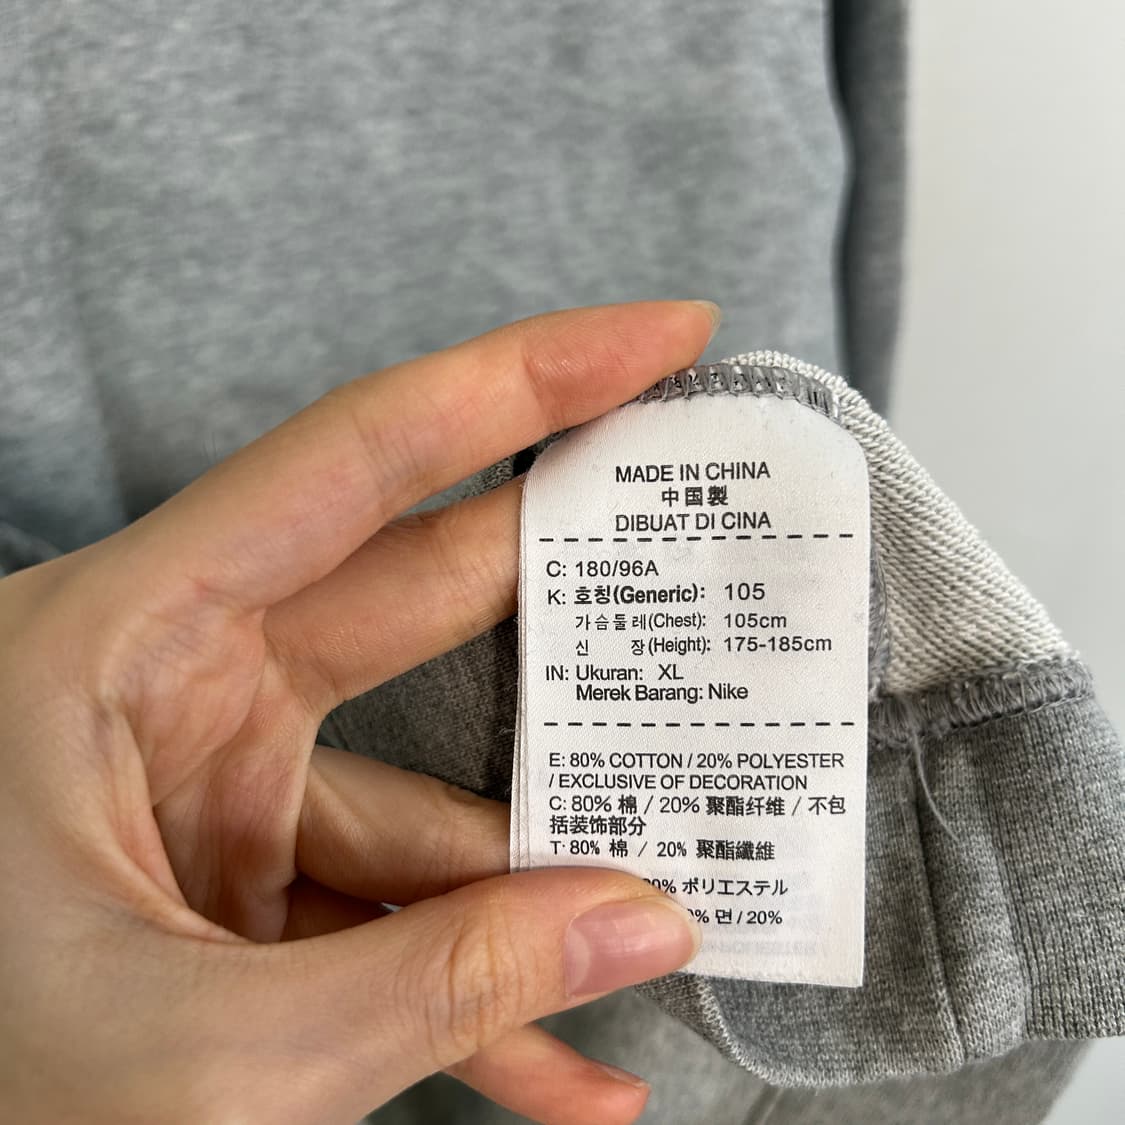 MADE IN CHINA
中国製
DIBUAT DI CINA
C: 180/96A
K: 호칭(Generic): 105
가슴둘레(Chest): 105cm
신 장(Height): 175-185cm
IN: Ukuran: XL
Merek Barang: Nike
E: 80% COTTON / 20% POLYESTER
/ EXCLUSIVE OF DECORATION
C: 80% 棉 / 20% 聚酯纤维 / 不包
括装饰部分
T: 80% 棉 / 20% 聚酯纖維
ポリエステル
% 면 / 20%